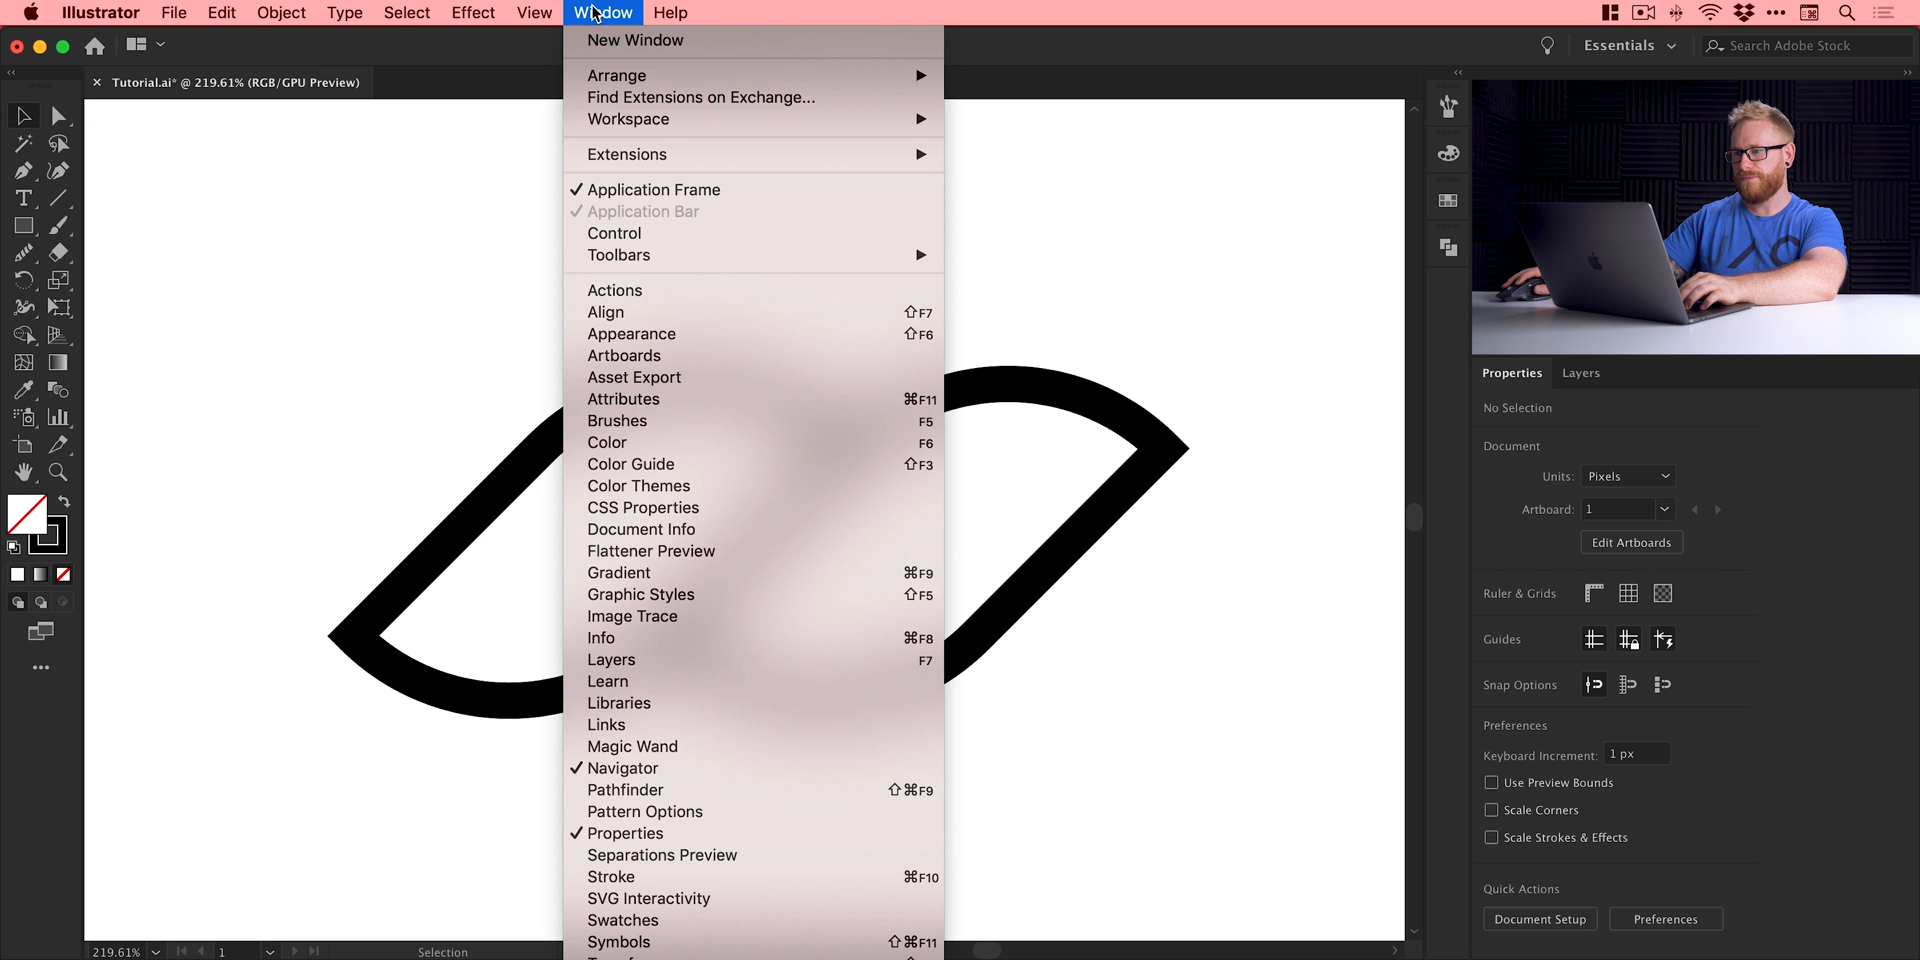 Illustrator File Edit Object Type Select Effect View Window Help
Essentials
Search Adobe Stock
Tutorial.ai* @ 219.61% (RGB/GPU Preview)
New Window
Arrange
Find Extensions on Exchange...
Workspace
Extensions
Application Frame
Application Bar
Control
Toolbars
Actions
Align ⇧F7
Appearance ⇧F6
Artboards
Asset Export
Attributes ⌘F11
Brushes F5
Color F6
Color Guide ⇧F3
Color Themes
CSS Properties
Document Info
Flattener Preview
Gradient ⌘F9
Graphic Styles ⇧F5
Image Trace
Info ⌘F8
Layers F7
Learn
Libraries
Links
Magic Wand
Navigator
Pathfinder ⇧⌘F9
Pattern Options
Properties
Separations Preview
Stroke ⌘F10
SVG Interactivity
Swatches
Symbols ⇧⌘F11
Properties Layers
No Selection
Document
Units: Pixels
Artboard: 1
Edit Artboards
Ruler & Grids
Guides
Snap Options
Preferences
Keyboard Increment: 1 px
Use Preview Bounds
Scale Corners
Scale Strokes & Effects
Quick Actions
Document Setup Preferences
219.61% 1 Selection